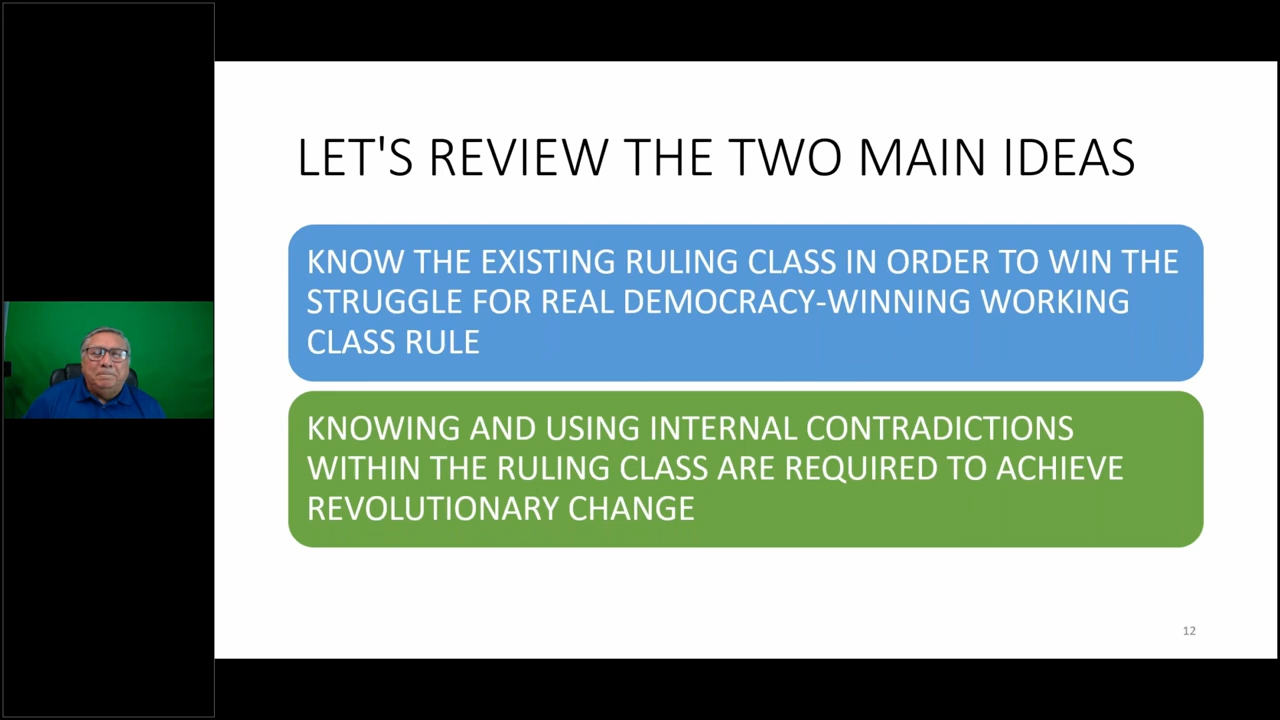 LET'S REVIEW THE TWO MAIN IDEAS
KNOW THE EXISTING RULING CLASS IN ORDER TO WIN THE
STRUGGLE FOR REAL DEMOCRACY-WINNING WORKING
CLASS RULE
KNOWING AND USING INTERNAL CONTRADICTIONS
WITHIN THE RULING CLASS ARE REQUIRED TO ACHIEVE
REVOLUTIONARY CHANGE
12